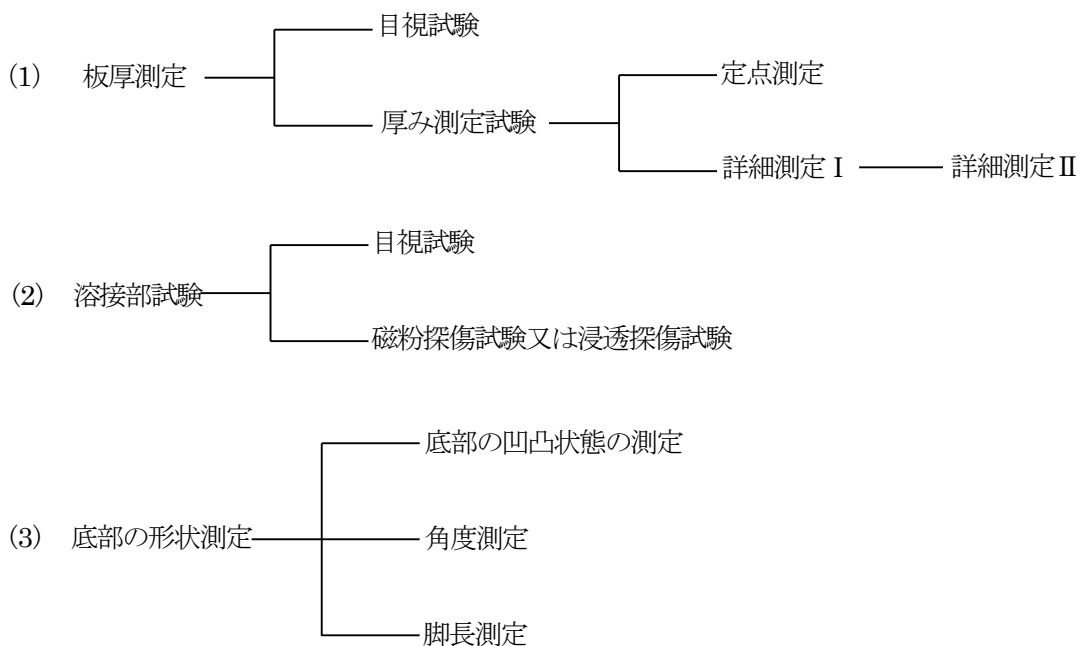 目視試験
(1) 板厚測定
定点測定
厚み測定試験
詳細測定Ⅰ 詳細測定Ⅱ
目視試験
(2) 溶接部試験
磁粉探傷試験又は浸透探傷試験
底部の凹凸状態の測定
(3) 底部の形状測定
角度測定
脚長測定